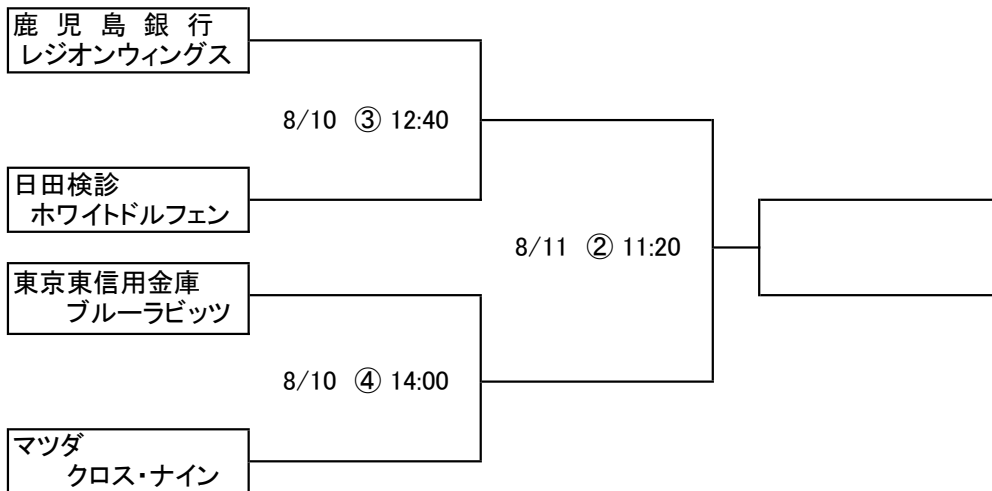 鹿児島銀行
レジオンウィングス
8/10 ③ 12:40
日田検診
ホワイトドルフェン
8/11 ② 11:20
東京東信用金庫
ブルーラビッツ
8/10 ④ 14:00
マツダ
クロス・ナイン